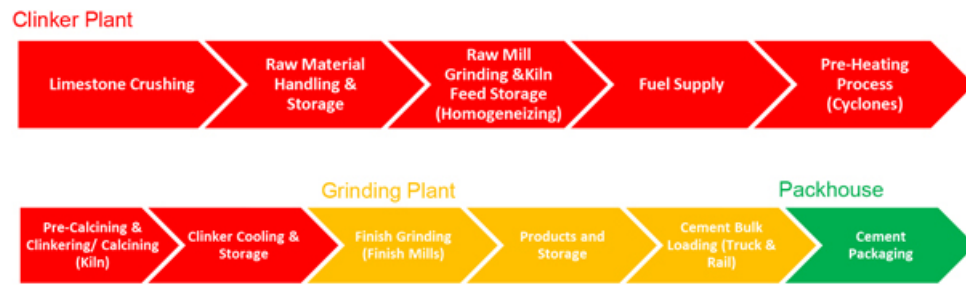 Clinker Plant
Limestone Crushing
Raw Material
Handling &
Storage
Raw Mill
Grinding &Kiln
Feed Storage
(Homogeneizing)
Fuel Supply
Pre-Heating
Process
(Cyclones)
Grinding Plant
Packhouse
Pre-Calcining &
Clinkering/ Calcining
(Kiln)
Clinker Cooling &
Storage
Finish Grinding
(Finish Mills)
Products and
Storage
Cement Bulk
Loading (Truck &
Rail)
Cement
Packaging